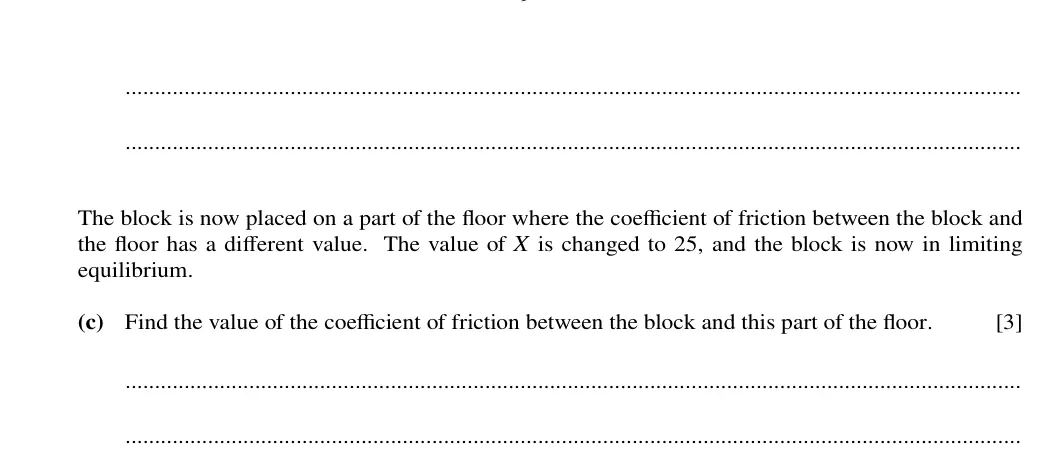 The block is now placed on a part of the floor where the coefficient of friction between the block and
the floor has a different value. The value of X is changed to 25, and the block is now in limiting
equilibrium.
(c) Find the value of the coefficient of friction between the block and this part of the floor. [3]